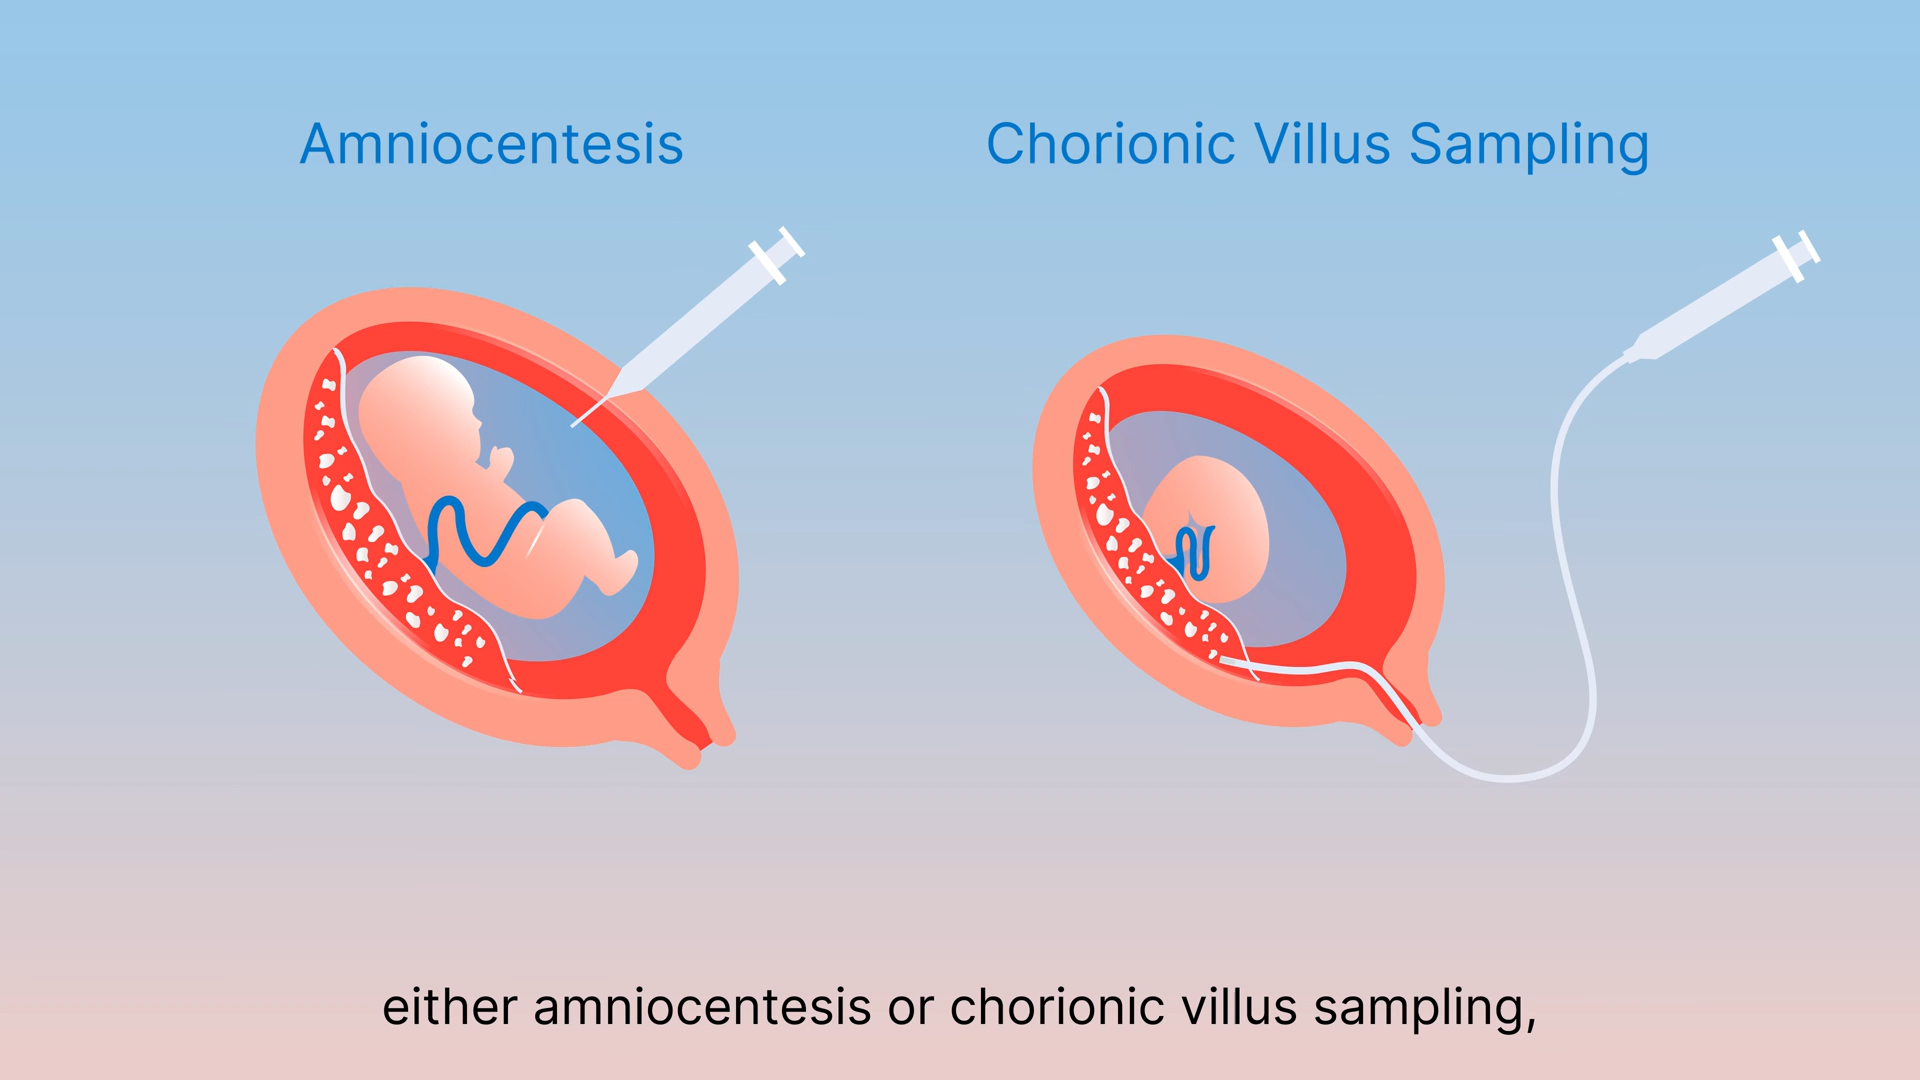 Amniocentesis
Chorionic Villus Sampling
either amniocentesis or chorionic villus sampling,